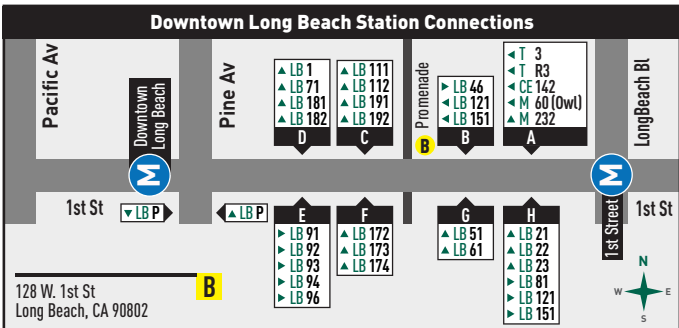 Downtown Long Beach Station Connections
Pacific Av
Downtown
Long Beach
M
Pine Av
LB 1
LB 71
LB 181
LB 182
D
LB 111
LB 112
LB 191
LB 192
C
Promenade
B
LB 46
LB 121
LB 151
B
T 3
T R3
CE 142
M 60 (Owl)
M 232
A
LongBeach Bl
M
1st Street
1st St
LB P
LB P
E
LB 91
LB 92
LB 93
LB 94
LB 96
F
LB 172
LB 173
LB 174
G
LB 51
LB 61
H
LB 21
LB 22
LB 23
LB 81
LB 121
LB 151
1st St
128 W. 1st St
Long Beach, CA 90802
B
N
W E
S